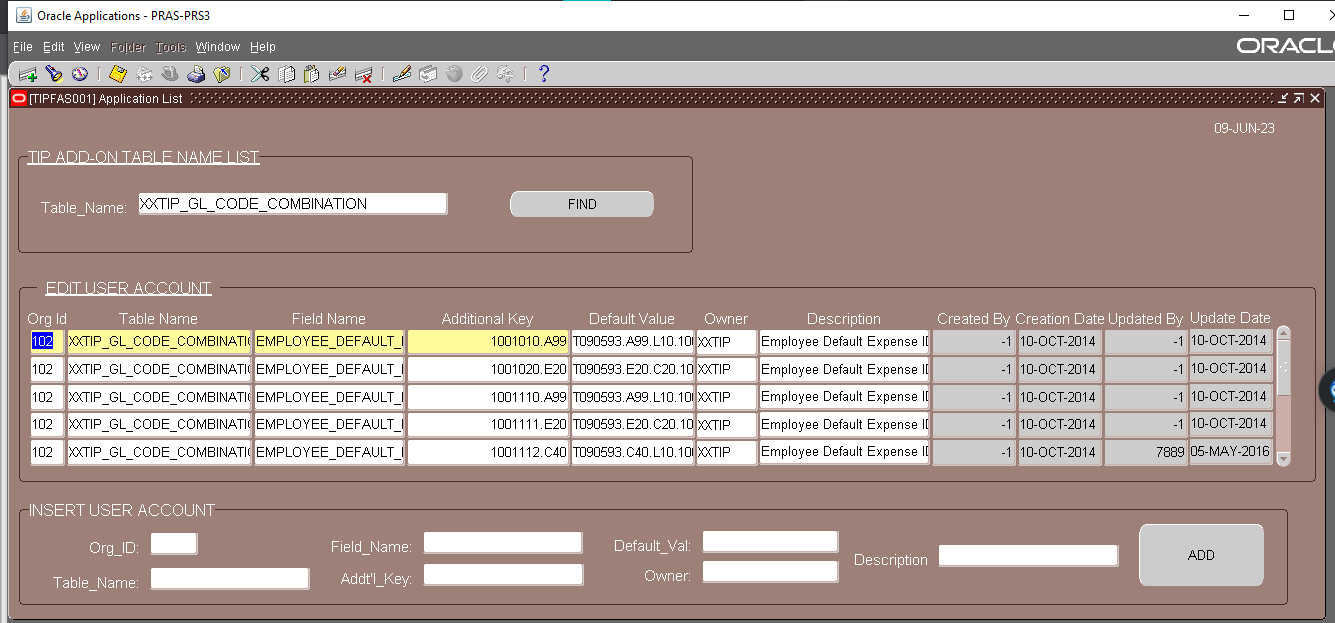 Oracle Applications - PRAS-PRS3
File Edit View Folder Tools Window Help
ORACL
[TIPFAS001] Application List
09-JUN-23
TIP ADD-ON TABLE NAME LIST
Table_Name: XXTIP_GL_CODE_COMBINATION FIND
EDIT USER ACCOUNT
Org Id Table Name Field Name Additional Key Default Value Owner Description Created By Creation Date Updated By Update Date
102 XXTIP_GL_CODE_COMBINATI EMPLOYEE_DEFAULT_ 1001010.A99 T090593.A99.L10.10 XXTIP Employee Default Expense I -1 10-OCT-2014 -1 10-OCT-2014
102 XXTIP_GL_CODE_COMBINATI EMPLOYEE_DEFAULT_ 1001020.E20 T090593.E20.C20.10 XXTIP Employee Default Expense I -1 10-OCT-2014 -1 10-OCT-2014
102 XXTIP_GL_CODE_COMBINATI EMPLOYEE_DEFAULT_ 1001110.A99 T090593.A99.L10.10 XXTIP Employee Default Expense I -1 10-OCT-2014 -1 10-OCT-2014
102 XXTIP_GL_CODE_COMBINATI EMPLOYEE_DEFAULT_ 1001111.E20 T090593.E20.C20.10 XXTIP Employee Default Expense I -1 10-OCT-2014 -1 10-OCT-2014
102 XXTIP_GL_CODE_COMBINATI EMPLOYEE_DEFAULT_ 1001112.C40 T090593.C40.L10.10 XXTIP Employee Default Expense I -1 10-OCT-2014 7889 05-MAY-2016
INSERT USER ACCOUNT
Org_ID: Field_Name: Default_Val: Description ADD
Table_Name: Addt'l_Key: Owner: